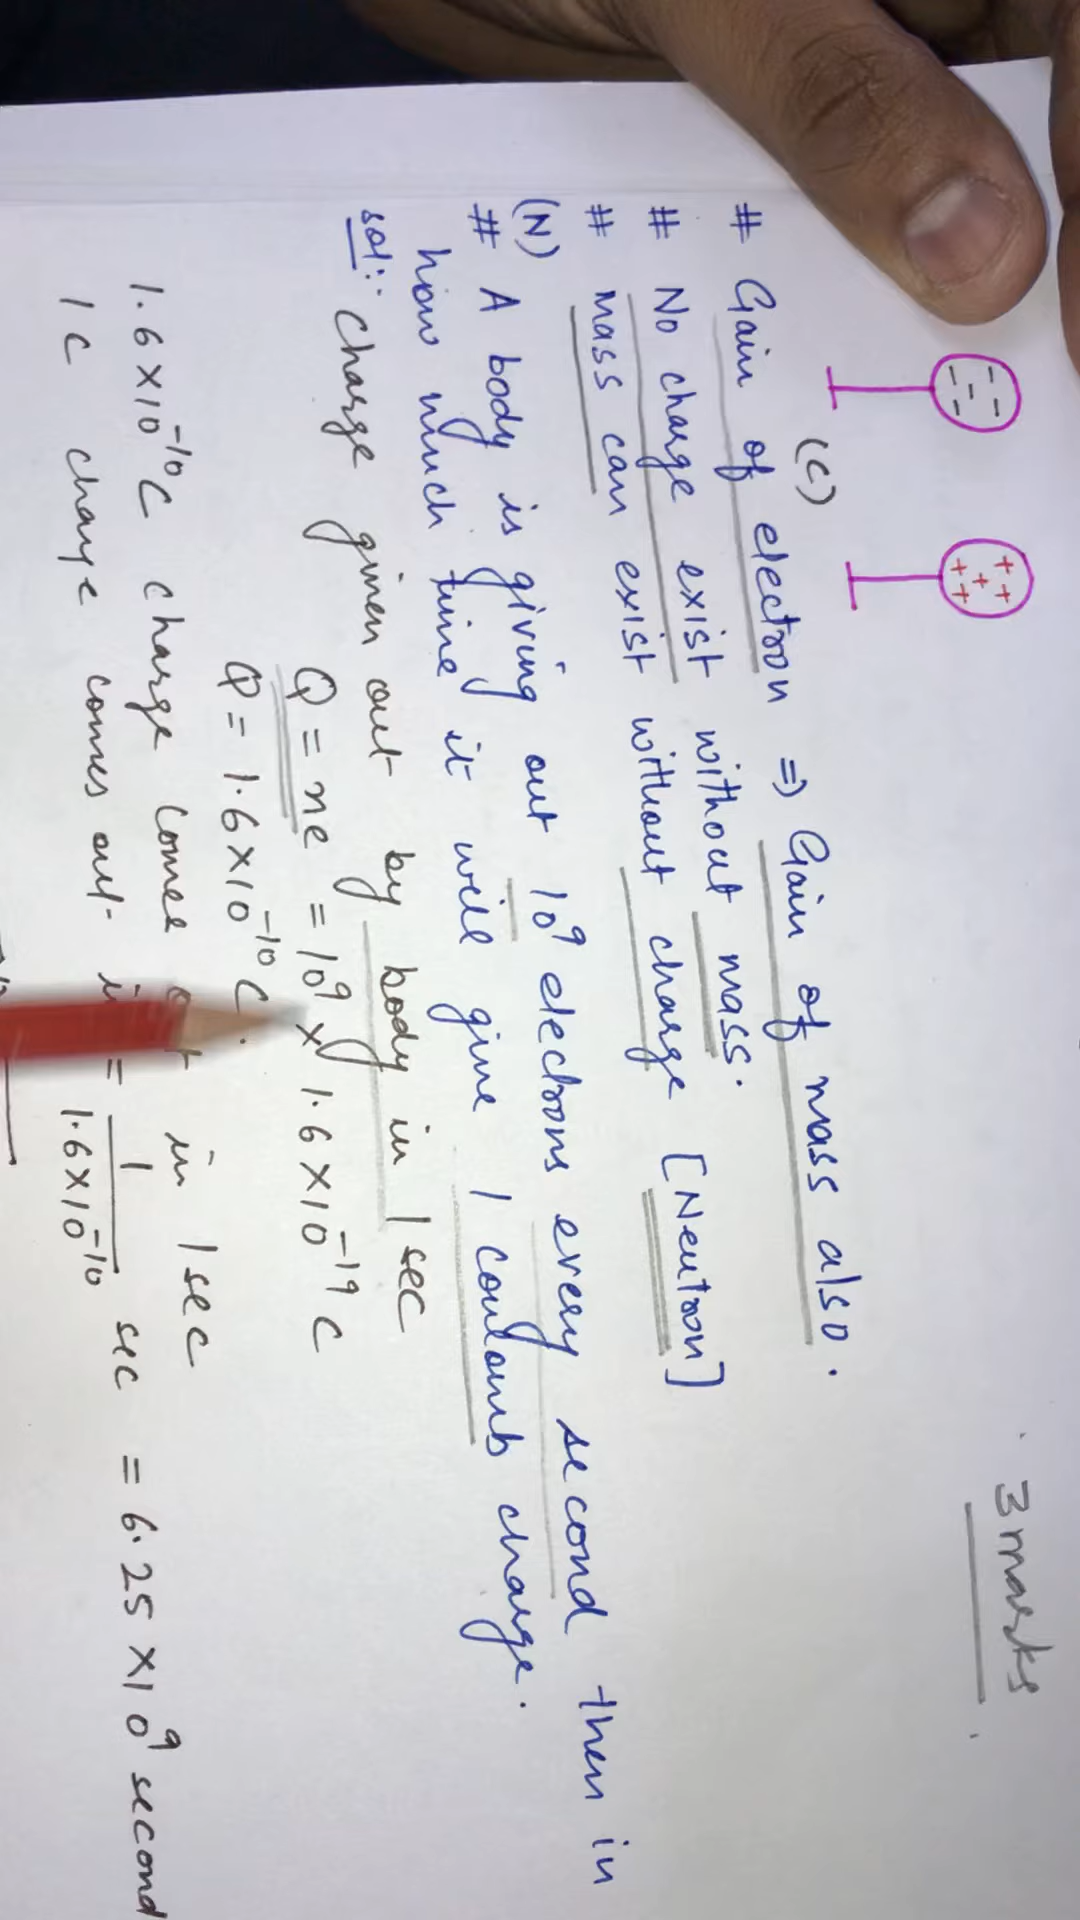 3 marks.
- - - - -
+ + + + +
(C)
# Gain of electron ⇒ Gain of mass also.
# No charge exist without mass.
# mass can exist without charge [Neutron]
(N)
# A body is giving out 10⁹ electrons every second then in
how much time it will give 1 coulomb charge.
sol:- charge given out by body in 1 sec
Q = ne = 10⁹ × 1.6 × 10⁻¹⁹ C
Q = 1.6 × 10⁻¹⁰ C.
1.6 × 10⁻¹⁰ C charge comes in 1 sec
1 C charge comes out = 1/1.6 × 10⁻¹⁰ sec = 6.25 × 10⁹ second